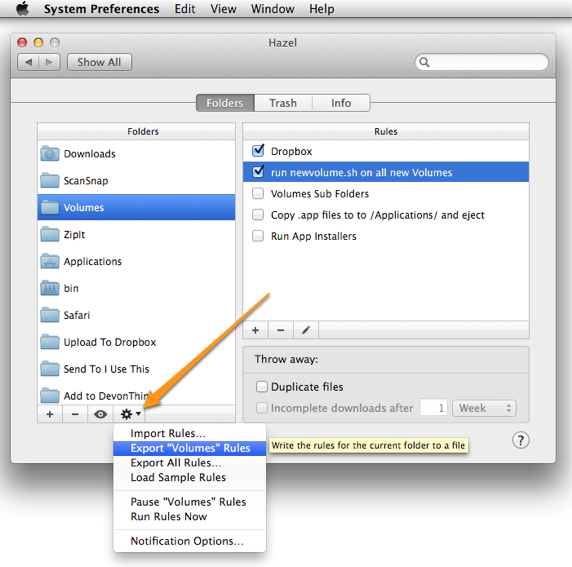 System Preferences Edit View Window Help
Hazel
Show All
Folders Trash Info
Folders
Downloads
ScanSnap
Volumes
ZipIt
Applications
bin
Safari
Upload To Dropbox
Send To I Use This
Add to DevonThin
Rules
Dropbox
run newvolume.sh on all new Volumes
Volumes Sub Folders
Copy .app files to to /Applications/ and eject
Run App Installers
+ −
Throw away:
Duplicate files
Incomplete downloads after 1 Week
+ −
?
Import Rules...
Export “Volumes” Rules
Write the rules for the current folder to a file
Export All Rules...
Load Sample Rules
Pause “Volumes” Rules
Run Rules Now
Notification Options...